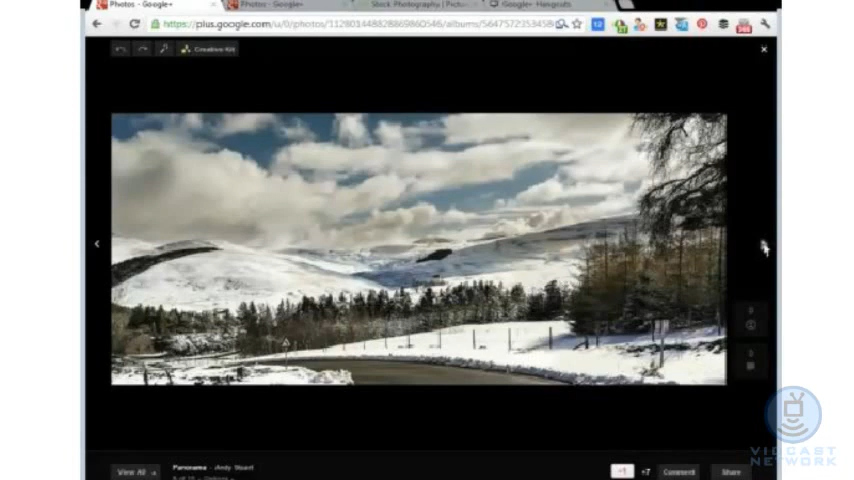 Photos - Google+
Photos - Google+
Stock Photography | Pictu
Google+ Hangouts
https://plus.google.com/u/0/photos/
Creative Kit
View All
Panorama - Andy Stuart
+1
+7
Comment
Share
VIDCAST
NETWORK